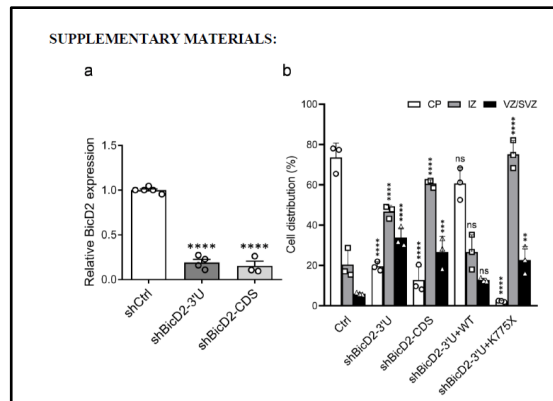 SUPPLEMENTARY MATERIALS:
a
b
Relative BicD2 expression
1.5
1.0
0.5
0.0
****
****
shCtrl
shBicD2-3'U
shBicD2-CDS
CP
IZ
VZ/SVZ
Cell distribution (%)
100
80
60
40
20
0
****
****
****
****
****
***
ns
ns
ns
****
****
**
Ctrl
shBicD2-3'U
shBicD2-CDS
shBicD2-3'U+WT
shBicD2-3'U+K775X